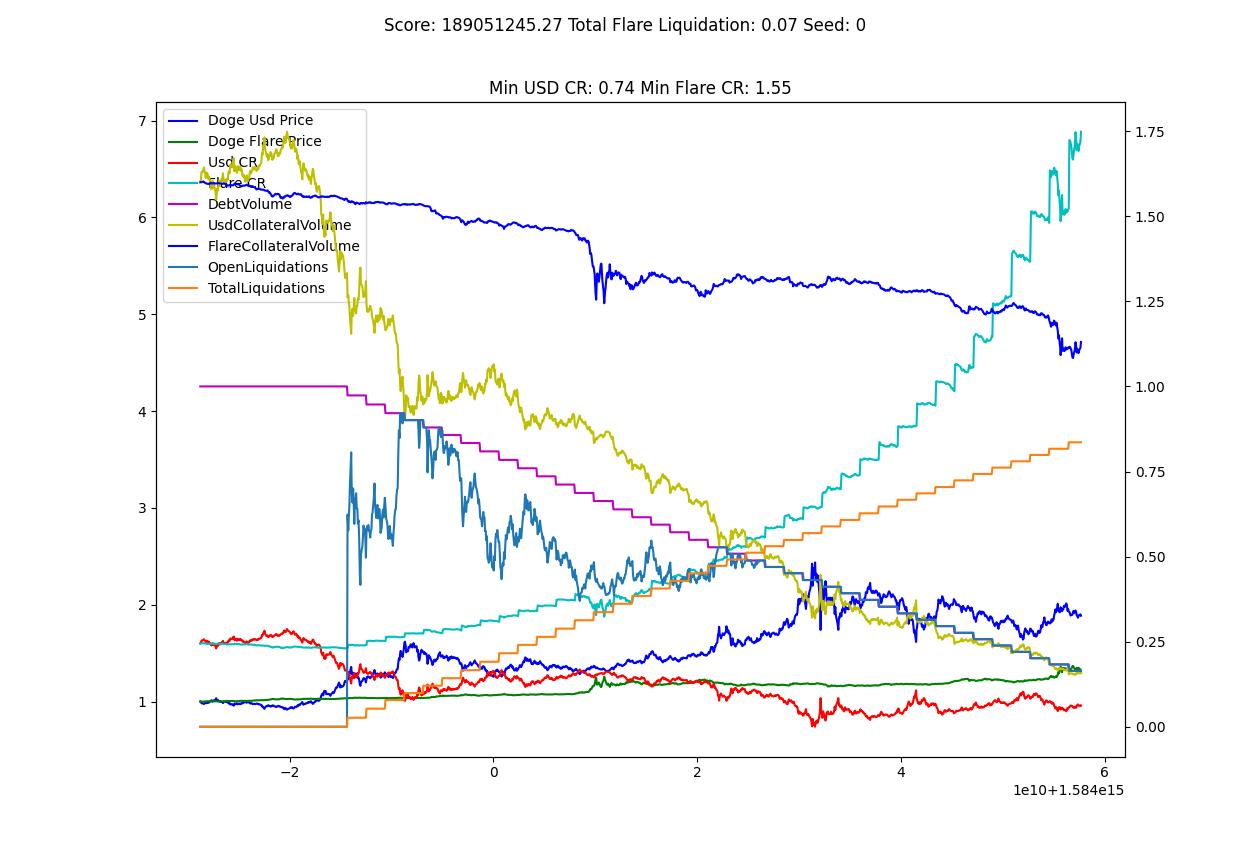 Score: 189051245.27 Total Flare Liquidation: 0.07 Seed: 0
Min USD CR: 0.74 Min Flare CR: 1.55
Doge Usd Price
Doge Flare Price
Usd CR
Flare CR
DebtVolume
UsdCollateralVolume
FlareCollateralVolume
OpenLiquidations
TotalLiquidations
7
6
5
4
3
2
1
1.75
1.50
1.25
1.00
0.75
0.50
0.25
0.00
−2
0
2
4
6
1e10+1.584e15